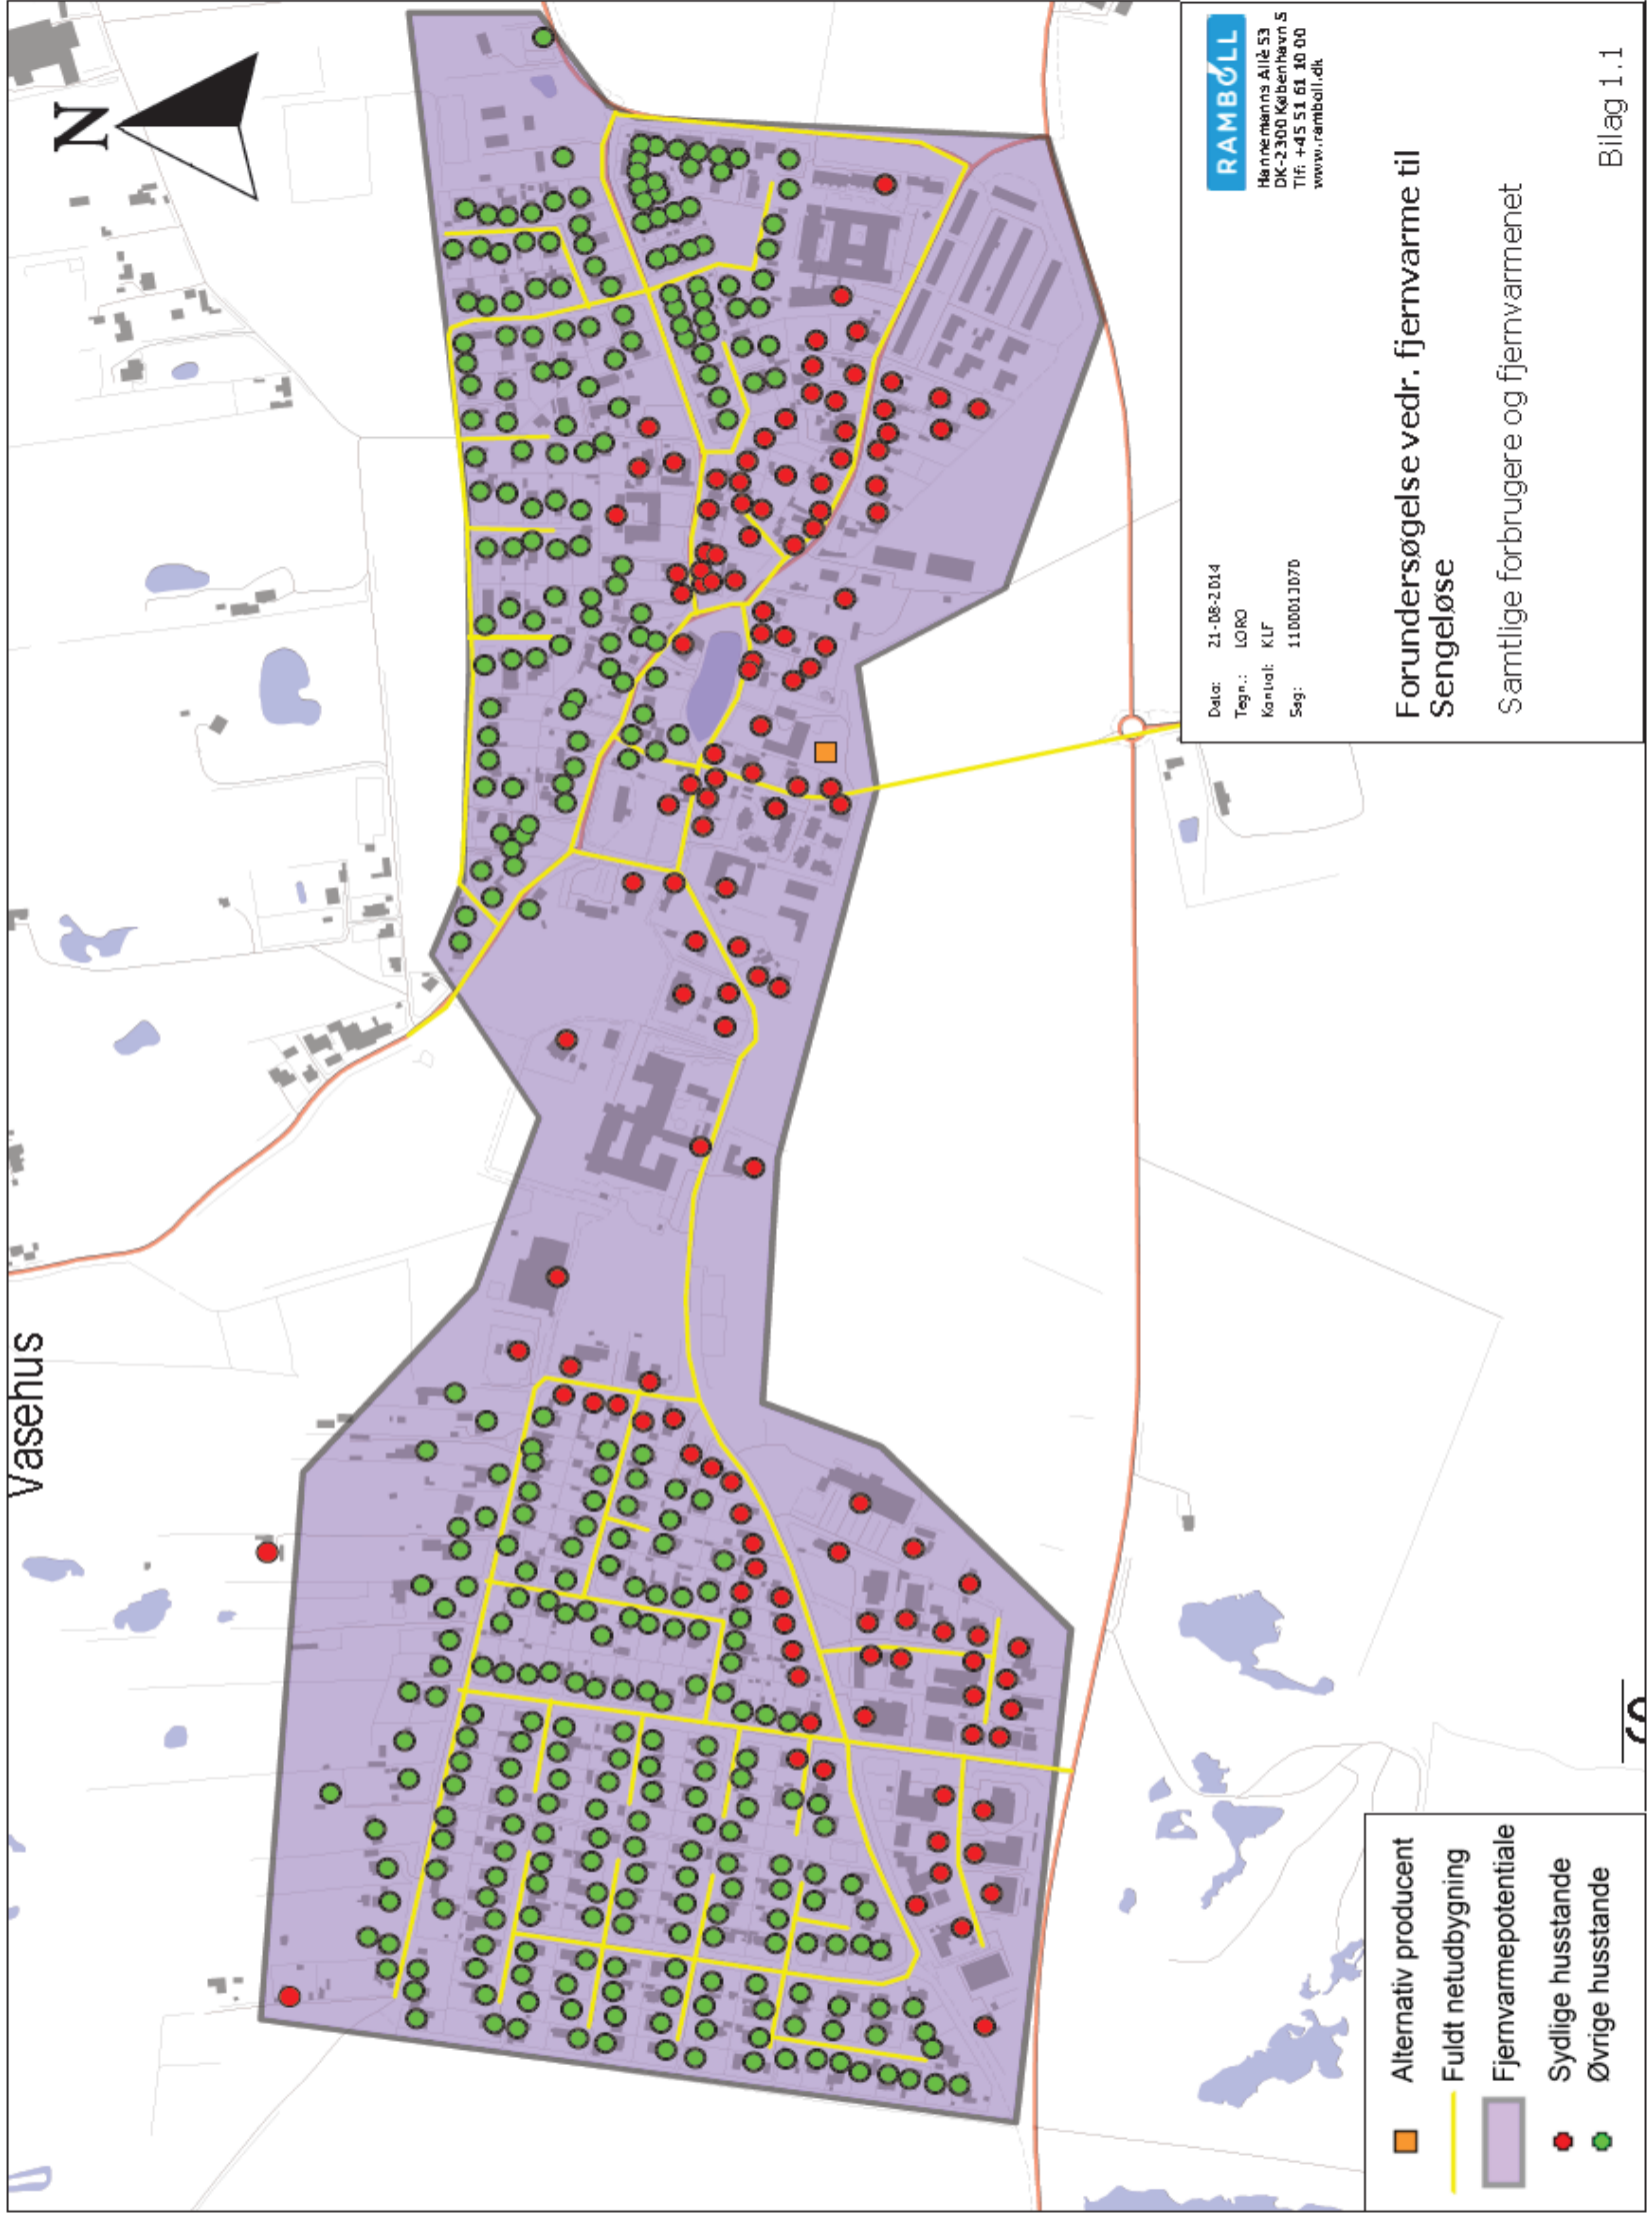 N
Vasehus
RAMBOLL
Hannemanns Allé 53
DK-2300 København S
Tlf: +45 51 61 10 00
www.ramboll.dk
Dato: 21-08-2014
Tegn.: LORO
Kontrol: KLF
Sag: 1100011070
Forundersøgelse vedr. fjernvarme til
Sengeløse
Samtlige forbrugere og fjernvarmenet
Bilag 1.1
Alternativ producent
Fuldt netudbygning
Fjernvarmepotentiale
Sydlige husstande
Øvrige husstande